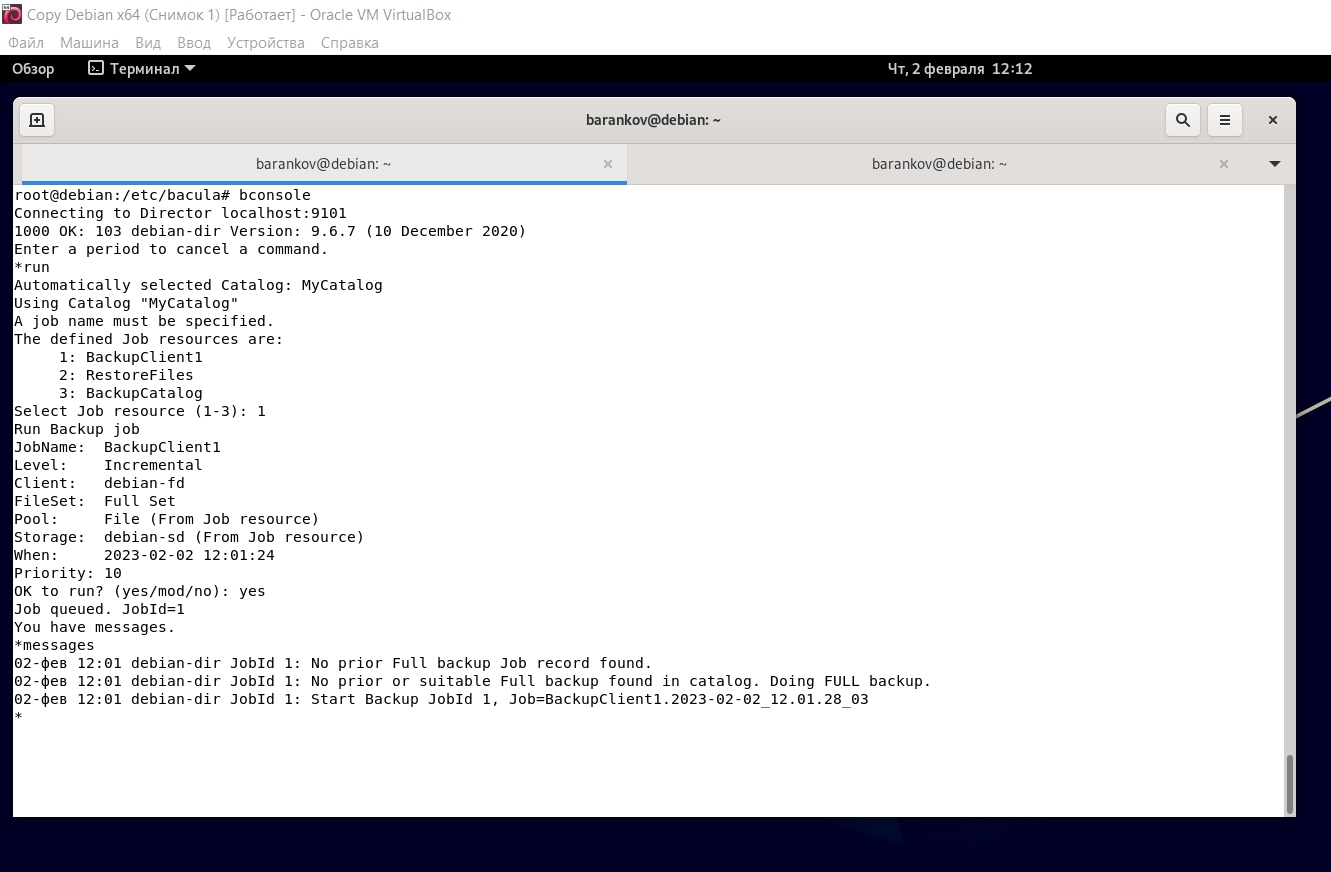 Copy Debian x64 (Снимок 1) [Работает] - Oracle VM VirtualBox
Файл Машина Вид Ввод Устройства Справка
Обзор Терминал Чт, 2 февраля 12:12
barankov@debian: ~
barankov@debian: ~ barankov@debian: ~
root@debian:/etc/bacula# bconsole
Connecting to Director localhost:9101
1000 OK: 103 debian-dir Version: 9.6.7 (10 December 2020)
Enter a period to cancel a command.
*run
Automatically selected Catalog: MyCatalog
Using Catalog "MyCatalog"
A job name must be specified.
The defined Job resources are:
     1: BackupClient1
     2: RestoreFiles
     3: BackupCatalog
Select Job resource (1-3): 1
Run Backup job
JobName:  BackupClient1
Level:    Incremental
Client:   debian-fd
FileSet:  Full Set
Pool:     File (From Job resource)
Storage:  debian-sd (From Job resource)
When:     2023-02-02 12:01:24
Priority: 10
OK to run? (yes/mod/no): yes
Job queued. JobId=1
You have messages.
*messages
02-фев 12:01 debian-dir JobId 1: No prior Full backup Job record found.
02-фев 12:01 debian-dir JobId 1: No prior or suitable Full backup found in catalog. Doing FULL backup.
02-фев 12:01 debian-dir JobId 1: Start Backup JobId 1, Job=BackupClient1.2023-02-02_12.01.28_03
*